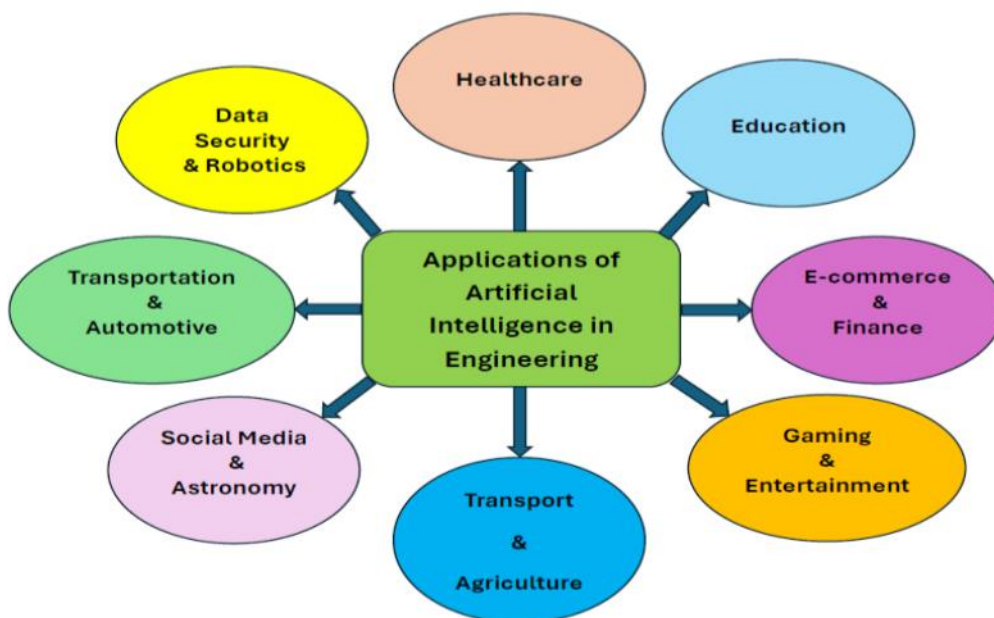 Healthcare
Data
Security
& Robotics
Education
Transportation
&
Automotive
Applications of
Artificial
Intelligence in
Engineering
E-commerce
&
Finance
Social Media
&
Astronomy
Transport
&
Agriculture
Gaming
&
Entertainment